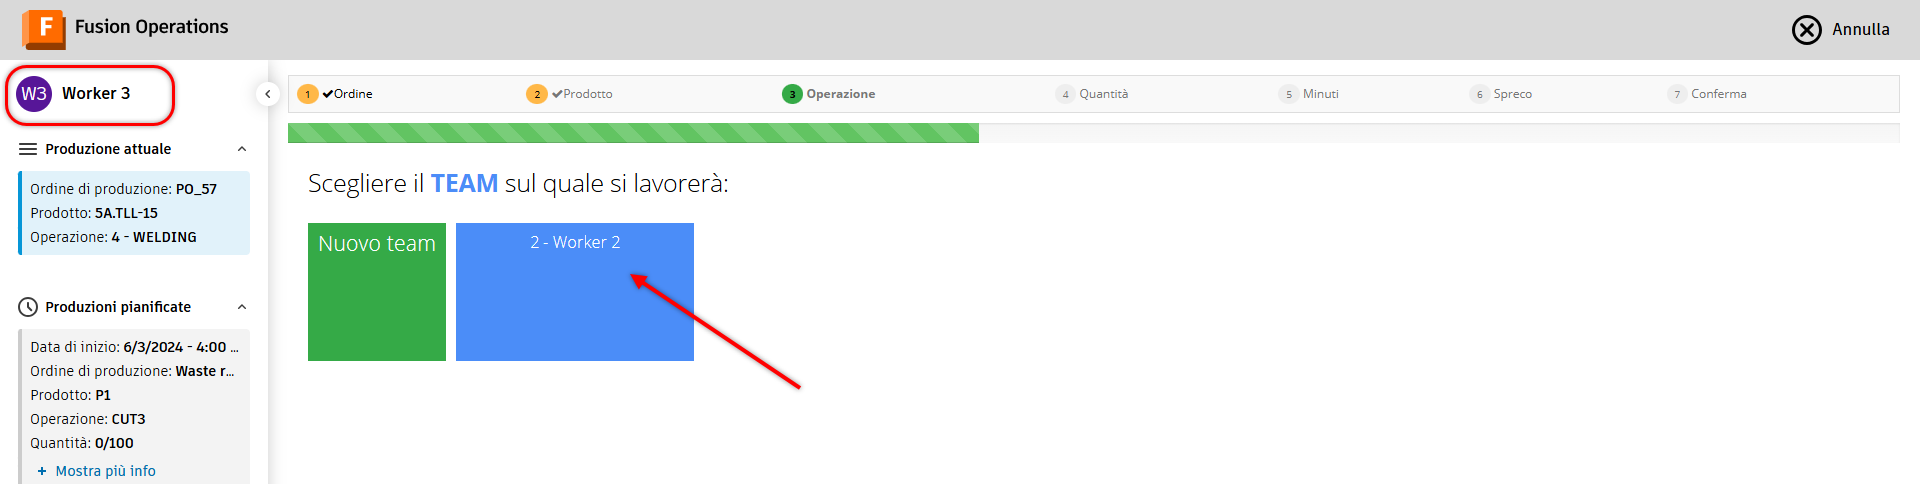 F Fusion Operations
Annulla
W3 Worker 3
1 Ordine
2 Prodotto
3 Operazione
4 Quantità
5 Minuti
6 Spreco
7 Conferma
Produzione attuale
Ordine di produzione: PO_57
Prodotto: 5A.TLL-15
Operazione: 4 - WELDING
Scegliere il TEAM sul quale si lavorerà:
Nuovo team
2 - Worker 2
Produzioni pianificate
Data di inizio: 6/3/2024 - 4:00 ...
Ordine di produzione: Waste r...
Prodotto: P1
Operazione: CUT3
Quantità: 0/100
+ Mostra più info